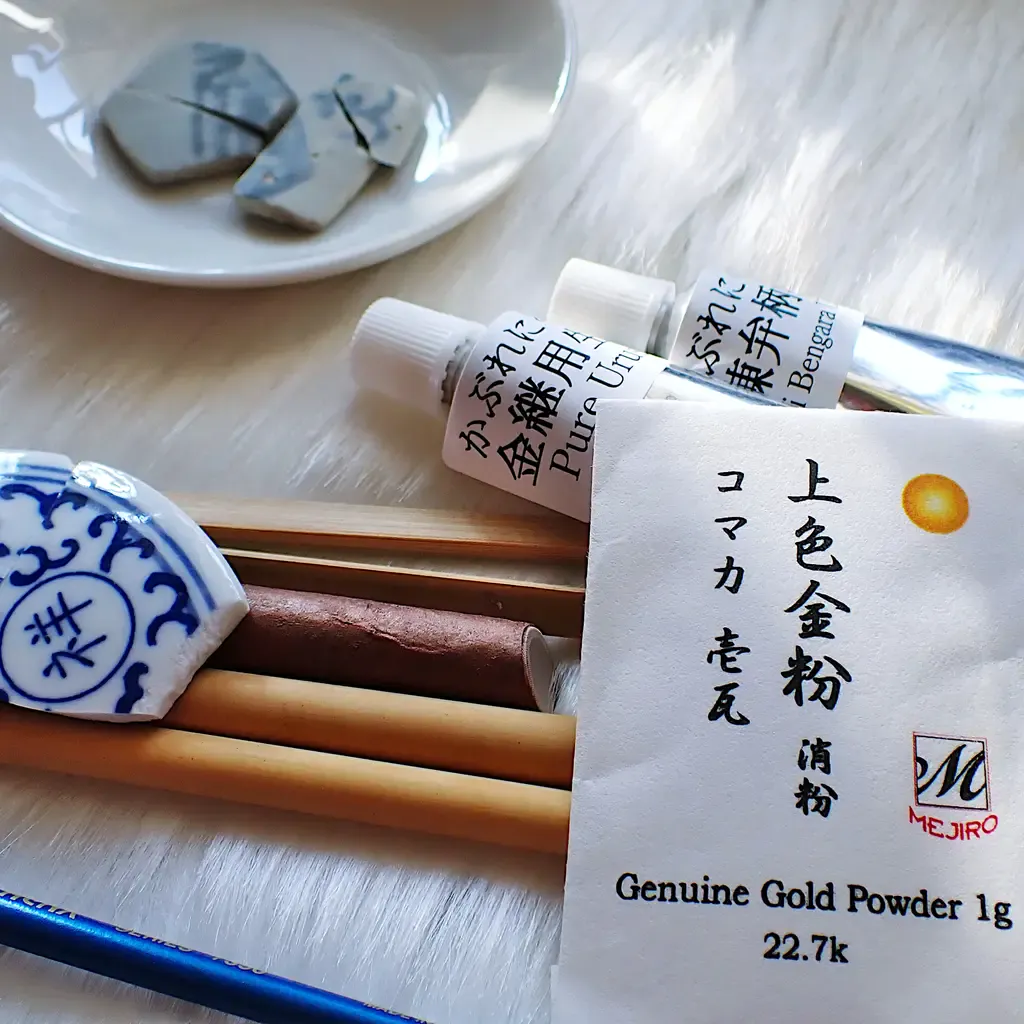 かぶれに
金継用
Pure Uru
ぶれに
東弁柄
i Bengara
上色金粉 消粉
コマカ 壱瓦
M
MEJIRO
Genuine Gold Powder 1g
22.7k